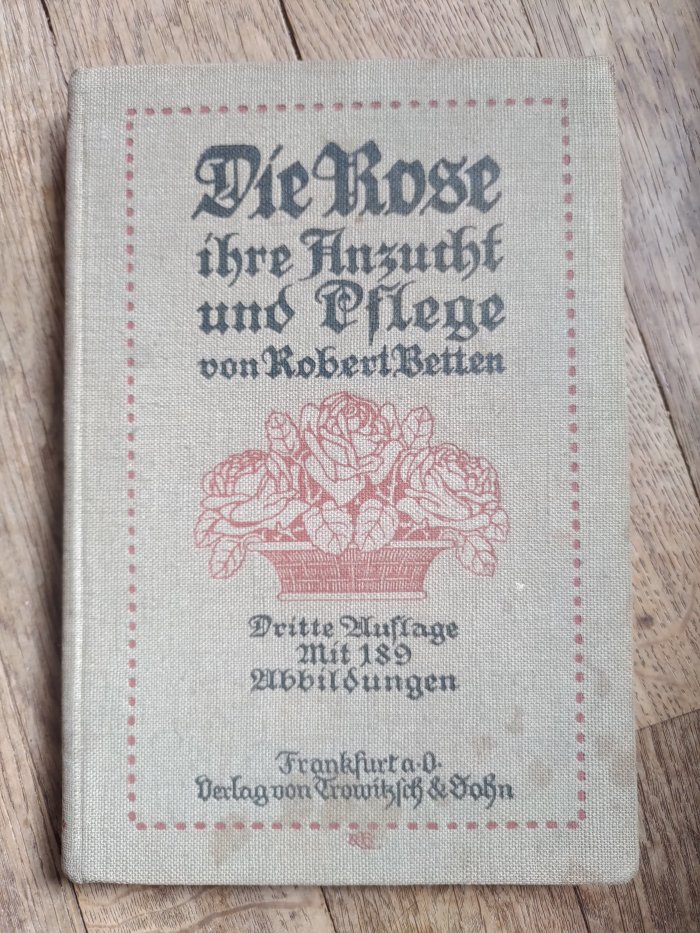 Die Rose
ihre Anzucht
und Pflege
von Robert Betten
Dritte Auflage
Mit 189
Abbildungen
Frankfurt a. O.
Verlag von Trowitzsch & Sohn